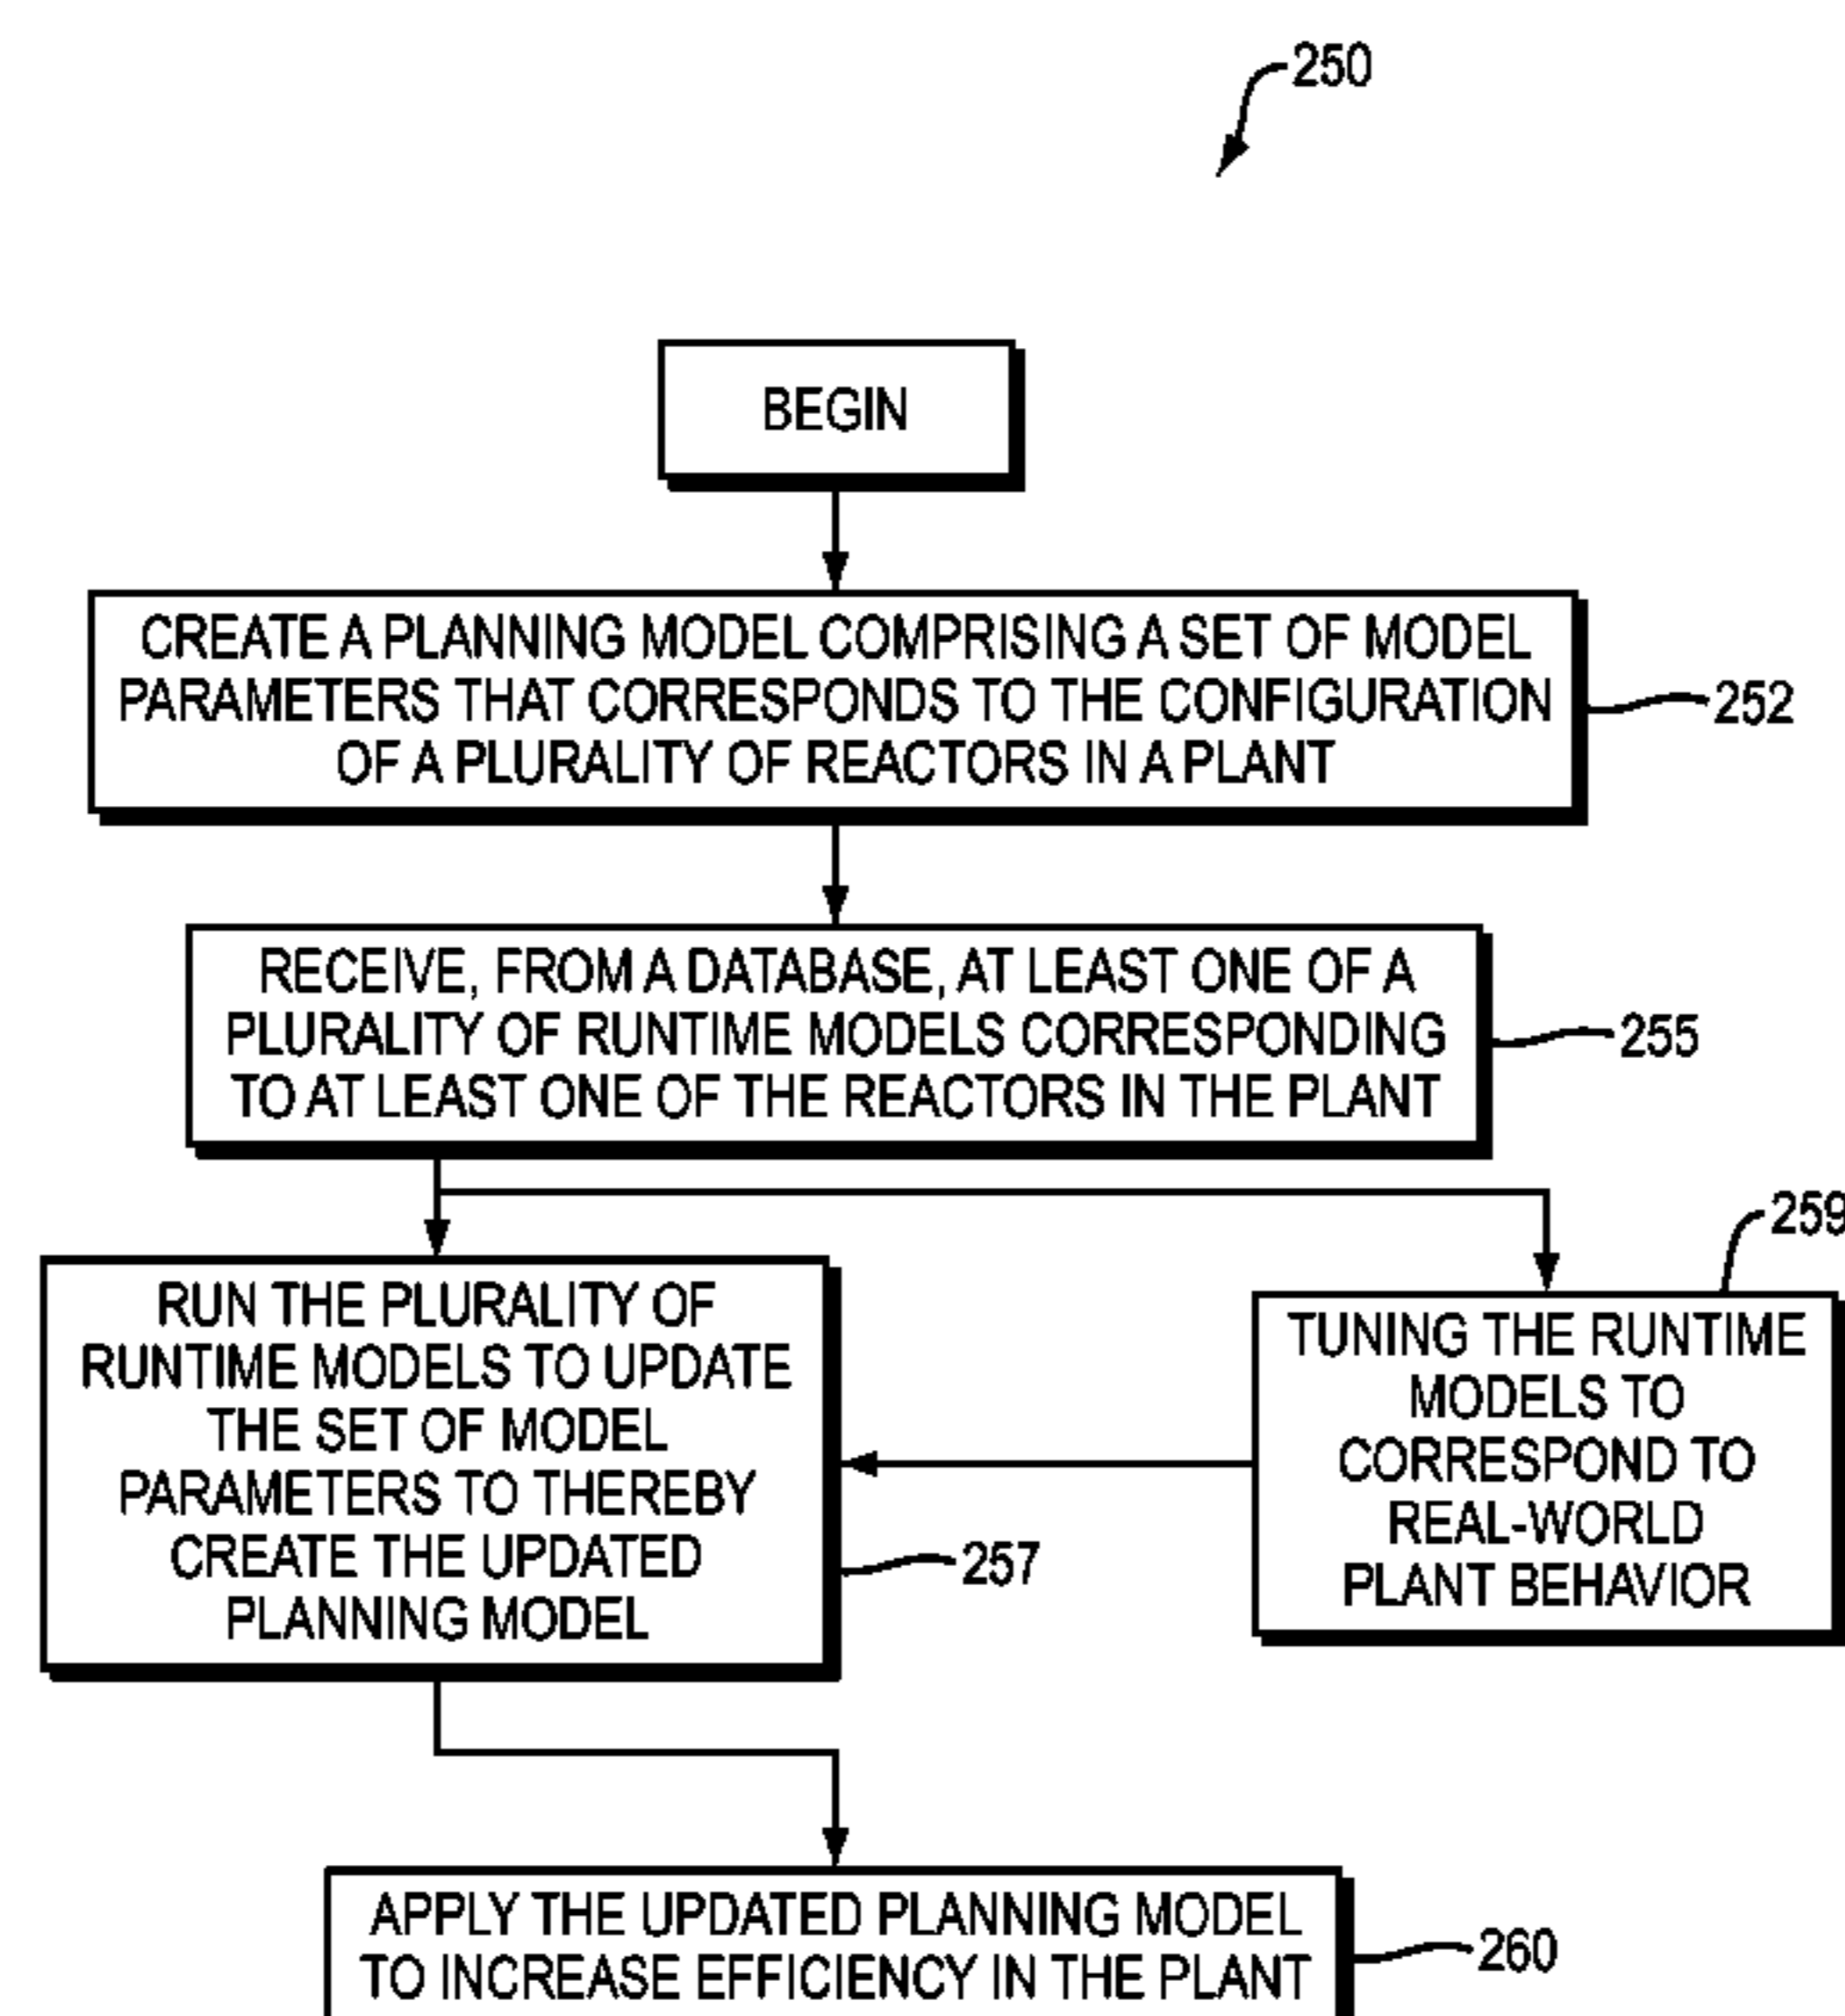 250
BEGIN
CREATE A PLANNING MODEL COMPRISING A SET OF MODEL
PARAMETERS THAT CORRESPONDS TO THE CONFIGURATION
OF A PLURALITY OF REACTORS IN A PLANT
252
RECEIVE, FROM A DATABASE, AT LEAST ONE OF A
PLURALITY OF RUNTIME MODELS CORRESPONDING
TO AT LEAST ONE OF THE REACTORS IN THE PLANT
255
RUN THE PLURALITY OF
RUNTIME MODELS TO UPDATE
THE SET OF MODEL
PARAMETERS TO THEREBY
CREATE THE UPDATED
PLANNING MODEL
257
259
TUNING THE RUNTIME
MODELS TO
CORRESPOND TO
REAL-WORLD
PLANT BEHAVIOR
APPLY THE UPDATED PLANNING MODEL
TO INCREASE EFFICIENCY IN THE PLANT
260